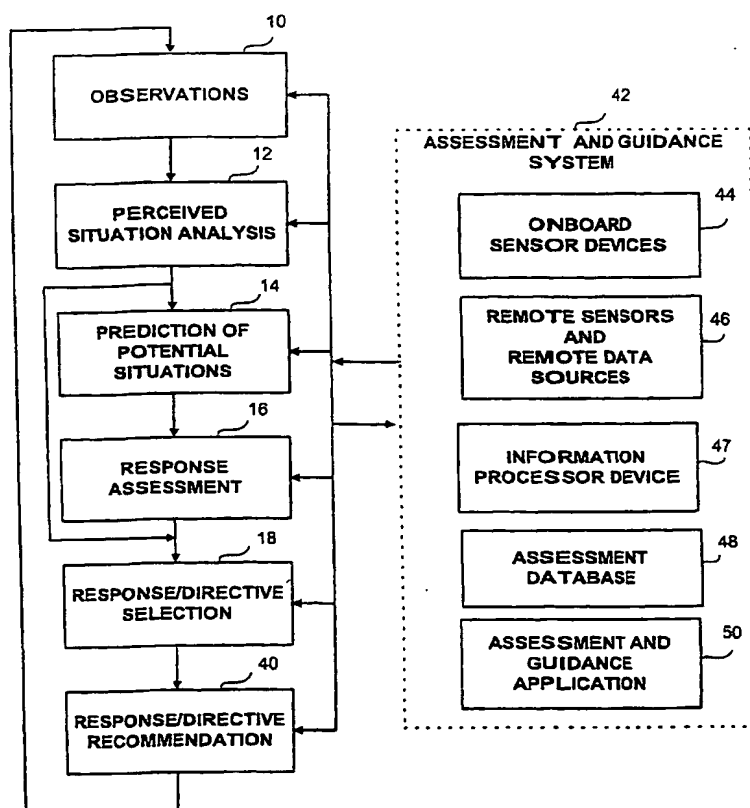 10
OBSERVATIONS
12
PERCEIVED
SITUATION ANALYSIS
14
PREDICTION OF
POTENTIAL
SITUATIONS
16
RESPONSE
ASSESSMENT
18
RESPONSE/DIRECTIVE
SELECTION
40
RESPONSE/DIRECTIVE
RECOMMENDATION
42
ASSESSMENT AND GUIDANCE
SYSTEM
44
ONBOARD
SENSOR DEVICES
46
REMOTE SENSORS
AND
REMOTE DATA
SOURCES
47
INFORMATION
PROCESSOR DEVICE
48
ASSESSMENT
DATABASE
50
ASSESSMENT AND
GUIDANCE
APPLICATION